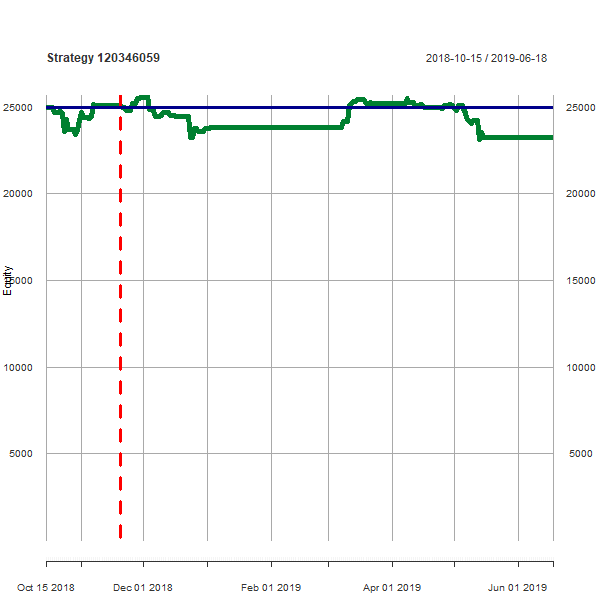 Strategy 120346059
2018-10-15 / 2019-06-18
25000
25000
20000
20000
15000
15000
Equity
10000
10000
5000
5000
Oct 15 2018
Dec 01 2018
Feb 01 2019
Apr 01 2019
Jun 01 2019